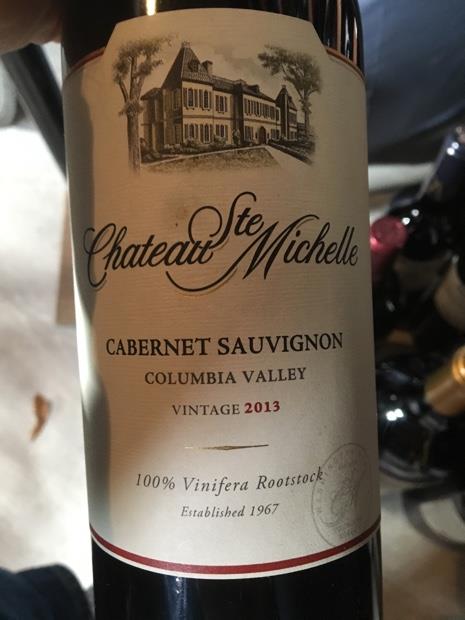 Chateau Ste Michelle
CABERNET SAUVIGNON
COLUMBIA VALLEY
VINTAGE 2013
100% Vinifera Rootstock
Established 1967